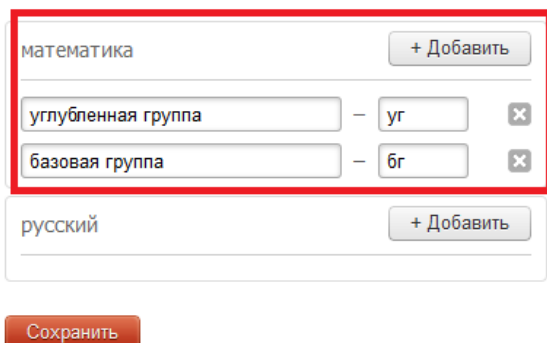 математика + Добавить
углубленная группа – уг
базовая группа – бг
русский + Добавить
Сохранить